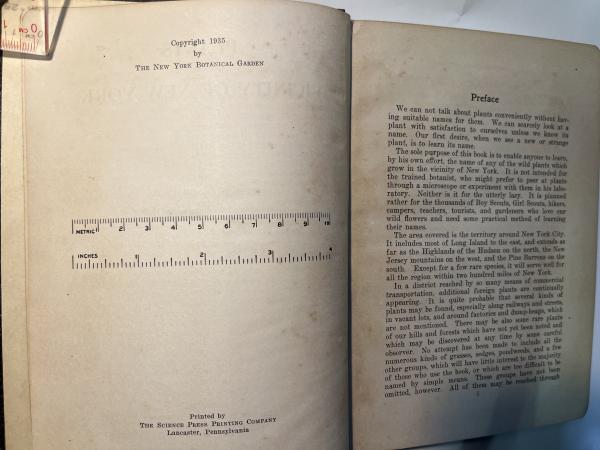 Copyright 1935
by
THE NEW YORK BOTANICAL GARDEN
1 2 3 4 5 6 7 8 9 10
METRIC
INCHES 1 2 3 4
Printed by
THE SCIENCE PRESS PRINTING COMPANY
Lancaster, Pennsylvania
Preface
We can not talk about plants conveniently without hav-
ing suitable names for them. We can scarcely look at a
plant with satisfaction to ourselves unless we know its
name. Our first desire, when we see a new or strange
plant, is to learn its name.
The sole purpose of this book is to enable anyone to learn,
by his own effort, the name of any of the wild plants which
grow in the vicinity of New York. It is not intended for
the trained botanist, who might prefer to peer at plants
through a microscope or experiment with them in his labo-
ratory. Neither is it for the utterly lazy. It is planned
rather for the thousands of Boy Scouts, Girl Scouts, hikers,
campers, teachers, tourists, and gardeners who love our
wild flowers and need some practical method of learning
their names.
The area covered is the territory around New York City.
It includes most of Long Island to the east, and extends as
far as the Highlands of the Hudson on the north, the New
Jersey mountains on the west, and the Pine Barrens on the
south. Except for a few rare species, it will serve well for
all the region within two hundred miles of New York.
In a district reached by so many means of commercial
transportation, additional foreign plants are continually
appearing. It is quite probable that several kinds of
plants may be found, especially along railways and streets,
in vacant lots, and around factories and dump-heaps, which
are not mentioned. There may be also some rare plants
of our hills and forests which have not yet been noted and
which may be discovered at any time by some careful
observer. No attempt has been made to include all the
numerous kinds of grasses, sedges, pondweeds, and a few
other groups, which will have little interest to the majority
of those who use the book, or which are too difficult to be
named by simple means. These groups have not been
omitted, however. All of them may be reached through